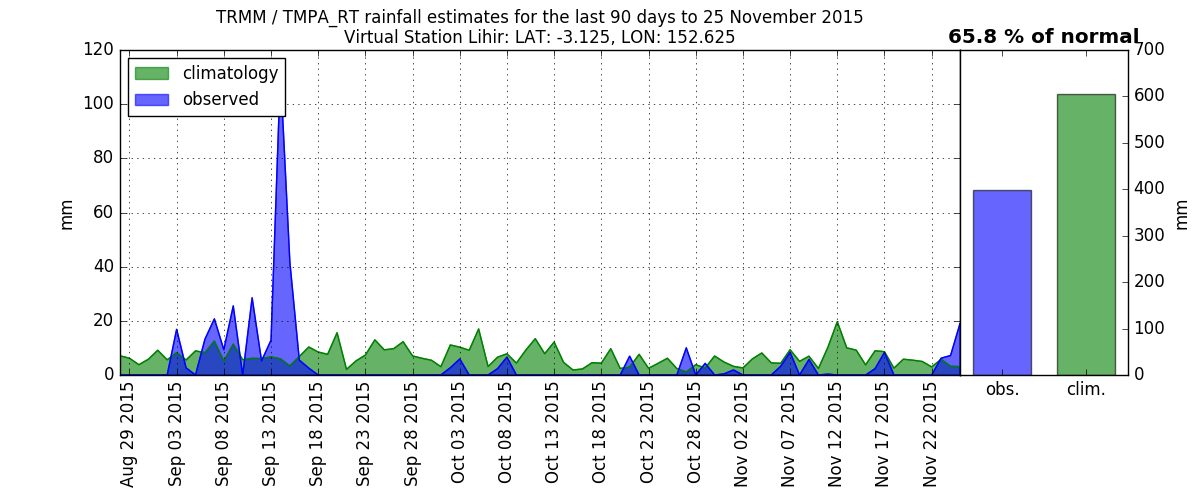 TRMM / TMPA_RT rainfall estimates for the last 90 days to 25 November 2015
Virtual Station Lihir: LAT: -3.125, LON: 152.625
65.8 % of normal
climatology
observed
120
100
80
60
40
20
0
mm
Aug 29 2015
Sep 03 2015
Sep 08 2015
Sep 13 2015
Sep 18 2015
Sep 23 2015
Sep 28 2015
Oct 03 2015
Oct 08 2015
Oct 13 2015
Oct 18 2015
Oct 23 2015
Oct 28 2015
Nov 02 2015
Nov 07 2015
Nov 12 2015
Nov 17 2015
Nov 22 2015
obs.
clim.
700
600
500
400
300
200
100
0
mm